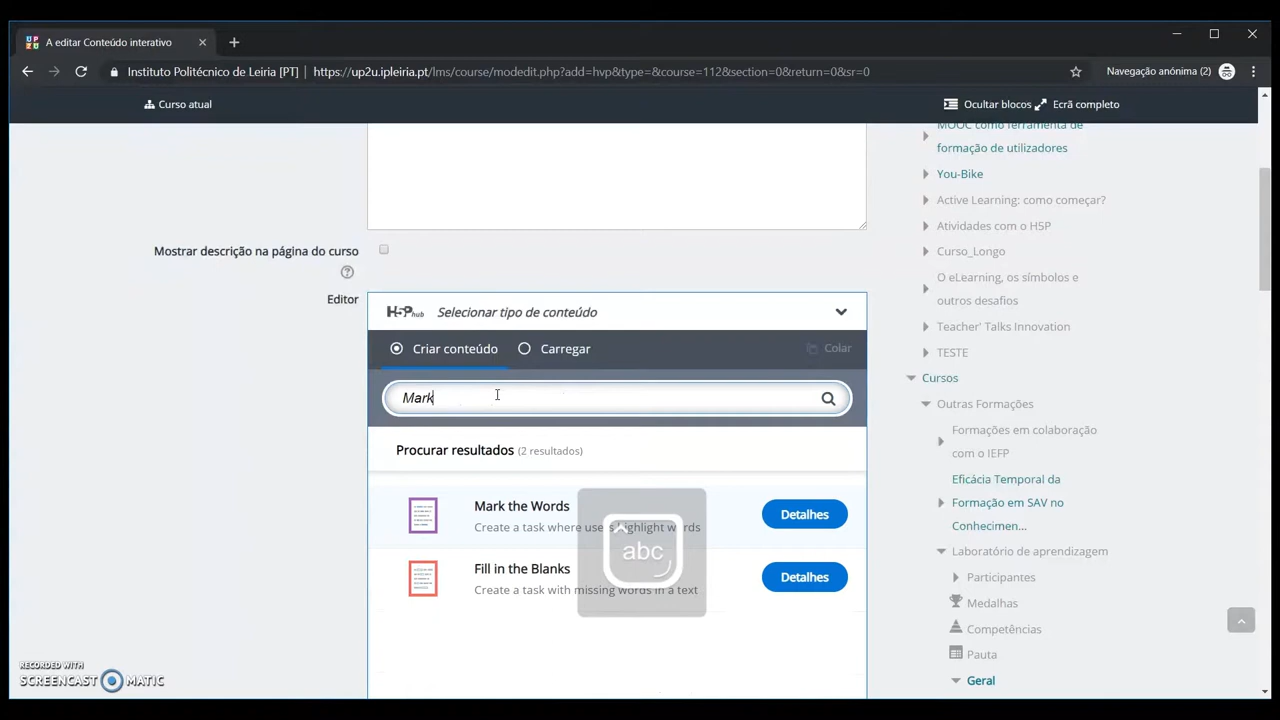 UP2U
A editar Conteúdo interativo
Instituto Politécnico de Leiria [PT]
https://up2u.ipleiria.pt/lms/course/modedit.php?add=hvp&type=&course=112&section=0&return=0&sr=0
Navegação anónima (2)
Curso atual
Ocultar blocos
Ecrã completo
Mostrar descrição na página do curso
?
Editor
H5P hub
Selecionar tipo de conteúdo
Criar conteúdo
Carregar
Colar
Mark
Procurar resultados (2 resultados)
Mark the Words
Create a task where users highlight words
Detalhes
Fill in the Blanks
Create a task with missing words in a text
Detalhes
abc
MOOC como ferramenta de
formação de utilizadores
You-Bike
Active Learning: como começar?
Atividades com o H5P
Curso_Longo
O eLearning, os símbolos e
outros desafios
Teacher' Talks Innovation
TESTE
Cursos
Outras Formações
Formações em colaboração
com o IEFP
Eficácia Temporal da
Formação em SAV no
Conhecimen...
Laboratório de aprendizagem
Participantes
Medalhas
Competências
Pauta
Geral
RECORDED WITH
SCREENCAST MATIC